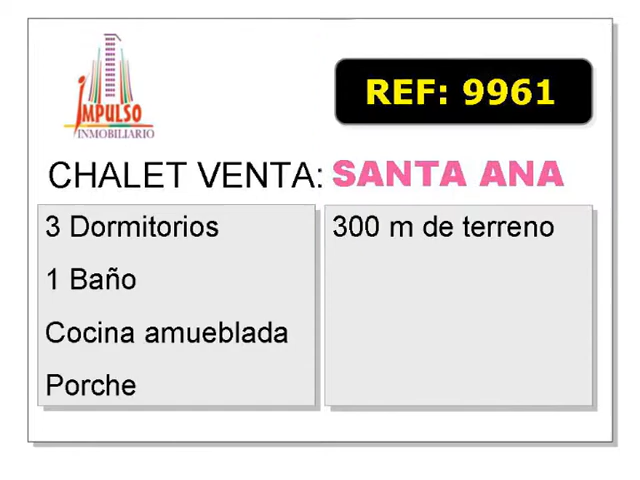 IMPULSO
INMOBILIARIO
REF: 9961
CHALET VENTA: SANTA ANA
3 Dormitorios
1 Baño
Cocina amueblada
Porche
300 m de terreno